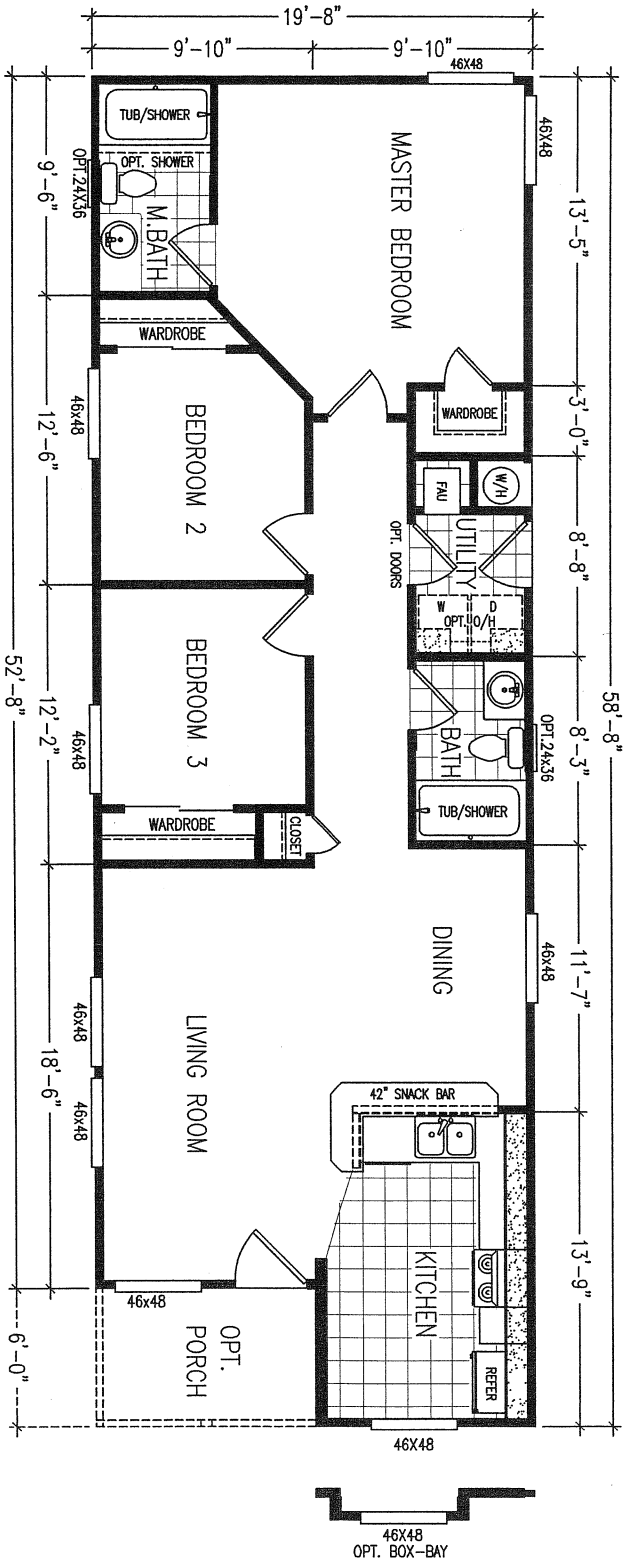 19'-8"
9'-10"
9'-10"
46X48
46X48
TUB/SHOWER
OPT. SHOWER
OPT.24X36
M.BATH
MASTER BEDROOM
9'-6"
13'-5"
WARDROBE
WARDROBE
3'-0"
46x48
BEDROOM 2
12'-6"
FAU
W/H
UTILITY
OPT. DOORS
8'-8"
W
D
OPT. O/H
BEDROOM 3
52'-8"
12'-2"
58'-8"
46x48
BATH
OPT.24x36
8'-3"
TUB/SHOWER
WARDROBE
CLOSET
DINING
46x48
11'-7"
46x48
46x48
18'-6"
LIVING ROOM
42" SNACK BAR
KITCHEN
13'-9"
REFER
46x48
OPT.
PORCH
6'-0"
46X48
46X48
OPT. BOX-BAY